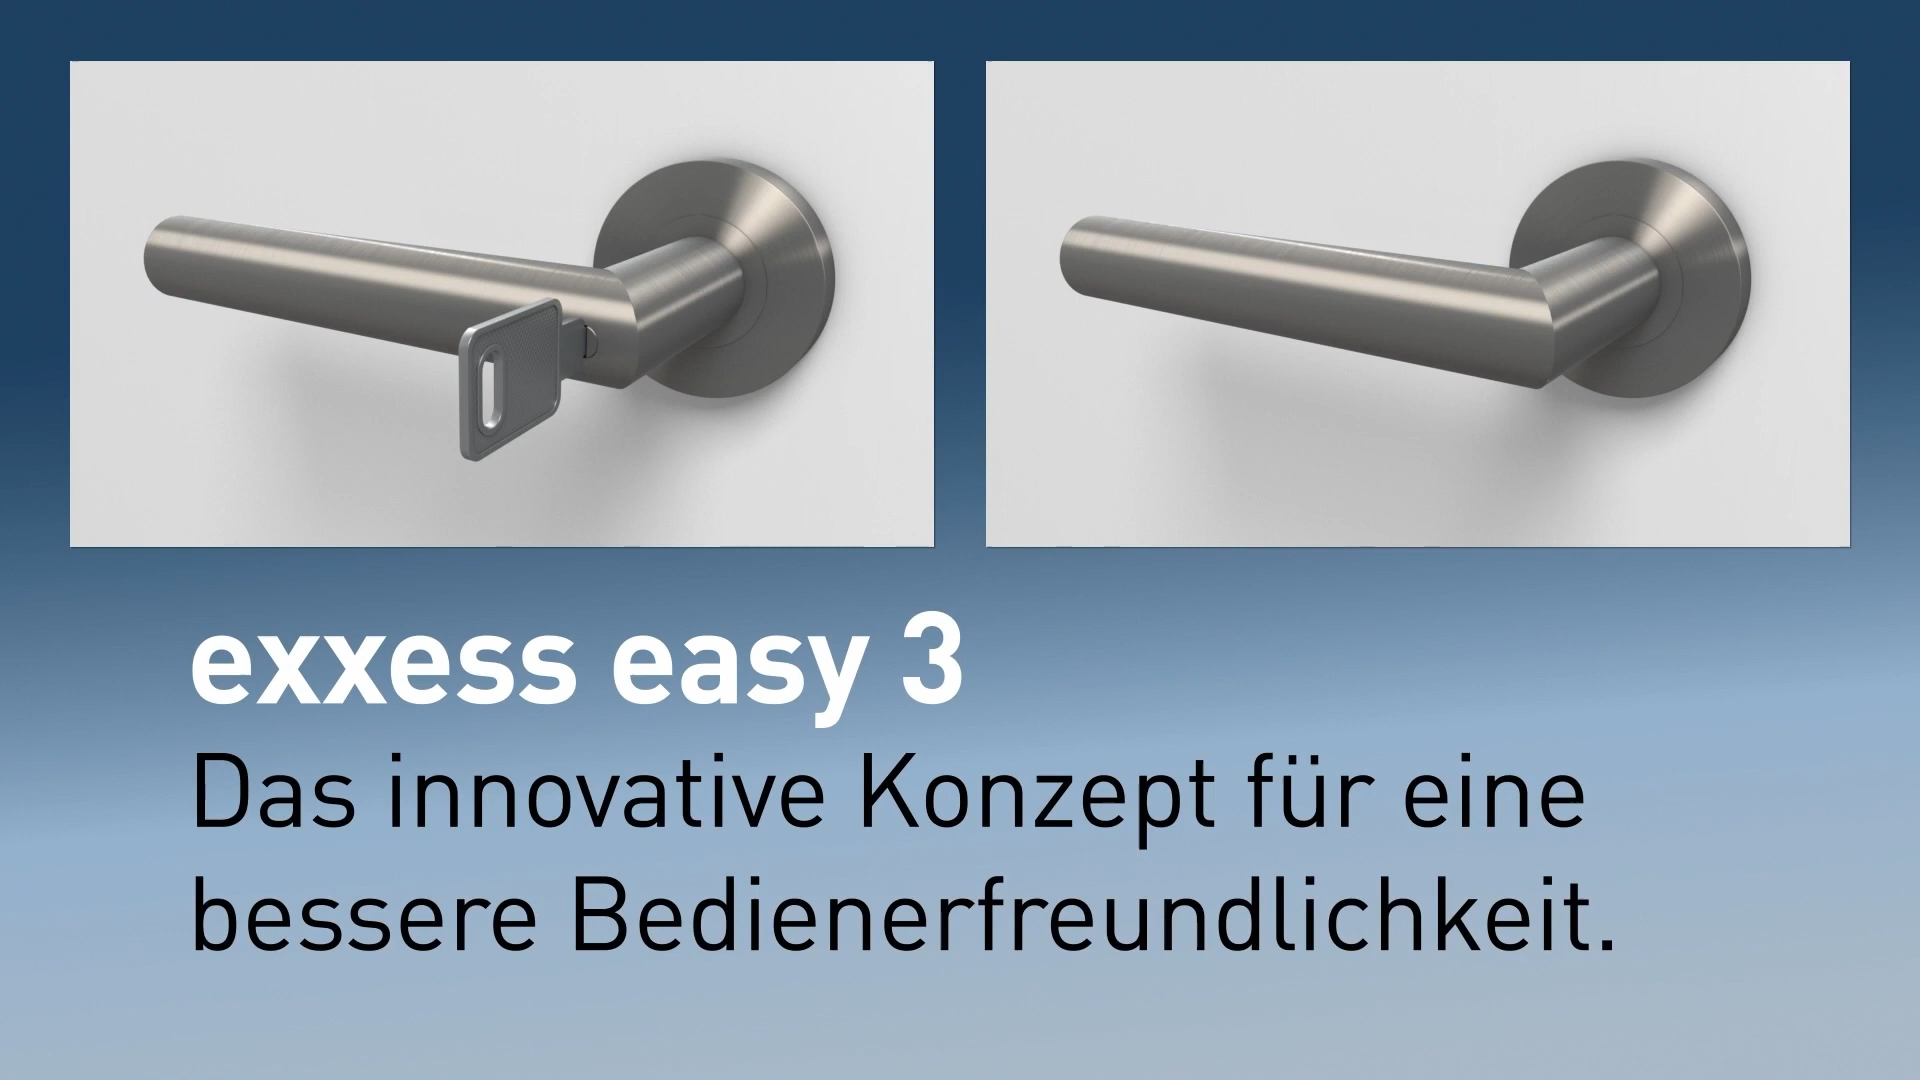 exxess easy 3
Das innovative Konzept für eine
bessere Bedienerfreundlichkeit.